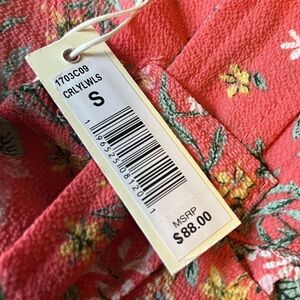 1703C09
CRLYLWLS
S
MSRP
$88.00